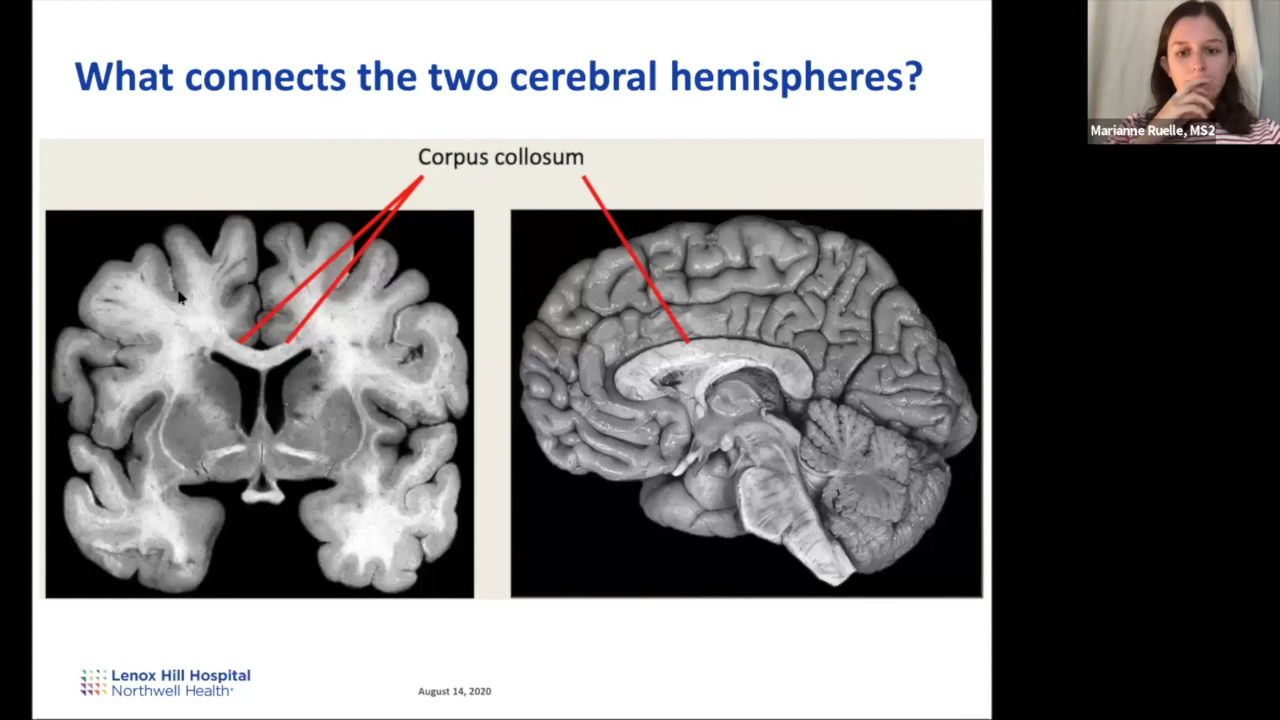 What connects the two cerebral hemispheres?
Marianne Ruelle, MS2
Corpus collosum
Lenox Hill Hospital
Northwell Health
August 14, 2020